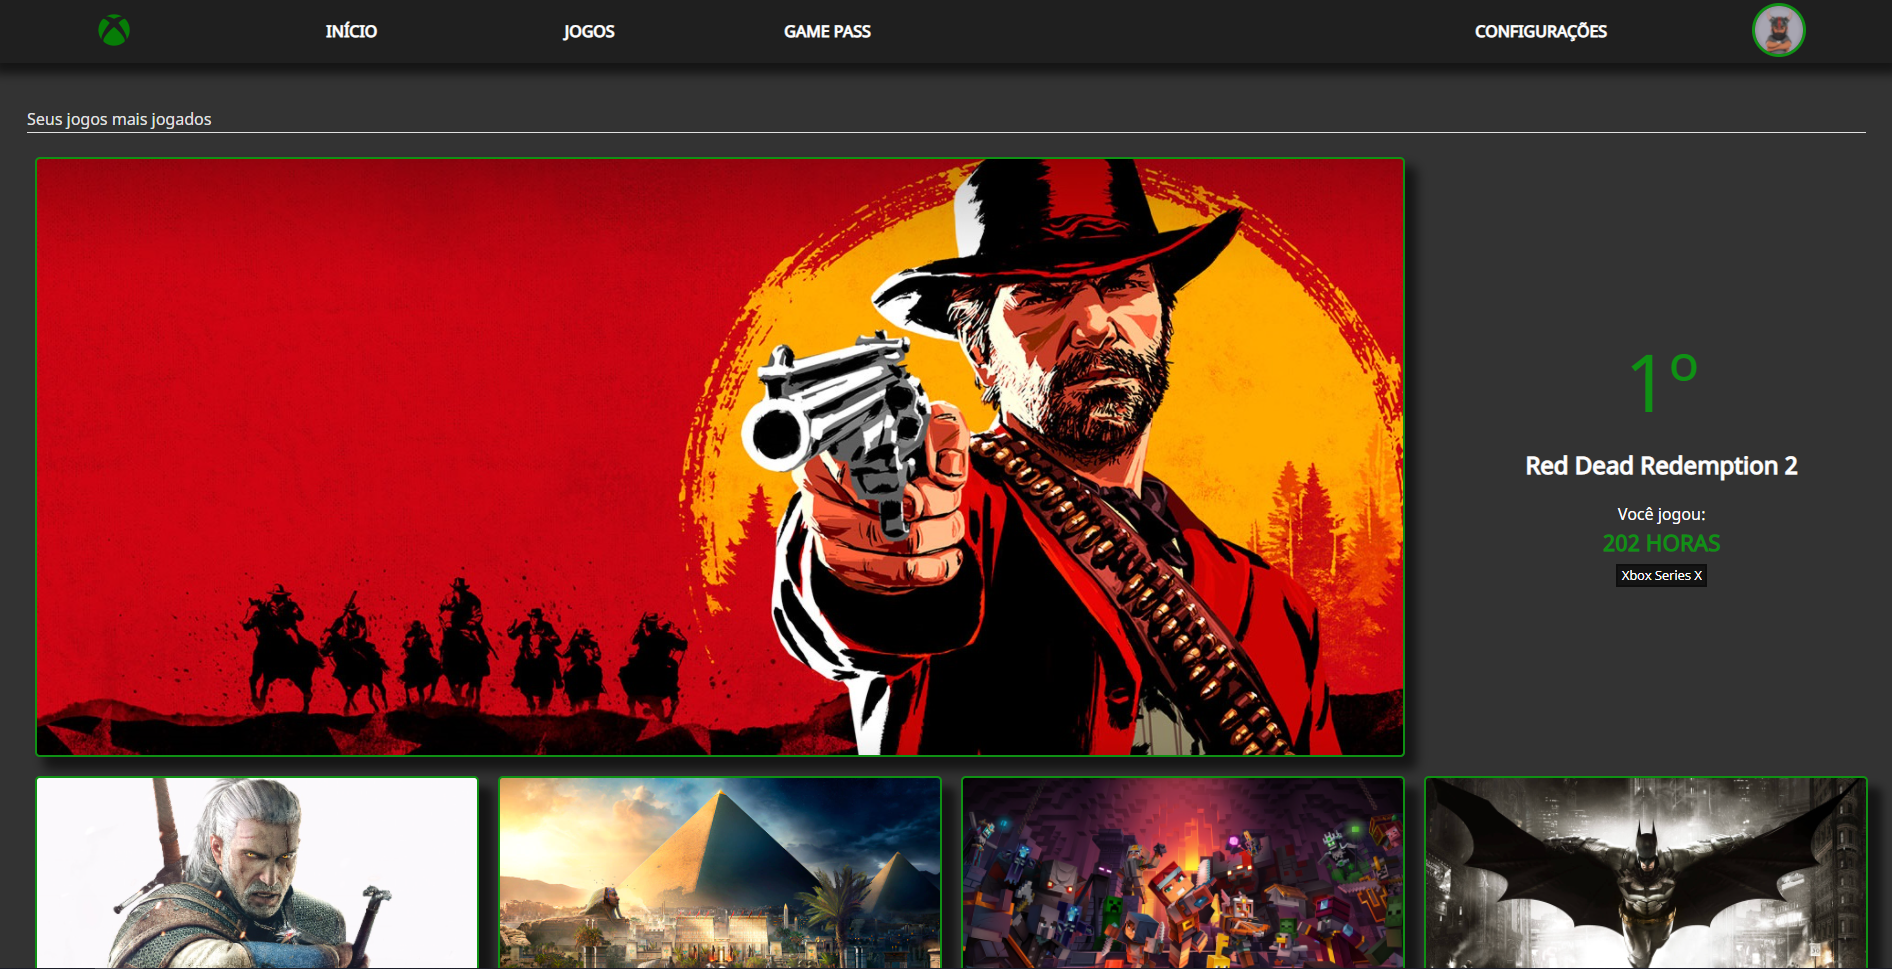 INÍCIO
JOGOS
GAME PASS
CONFIGURAÇÕES
Seus jogos mais jogados
1º
Red Dead Redemption 2
Você jogou:
202 HORAS
Xbox Series X